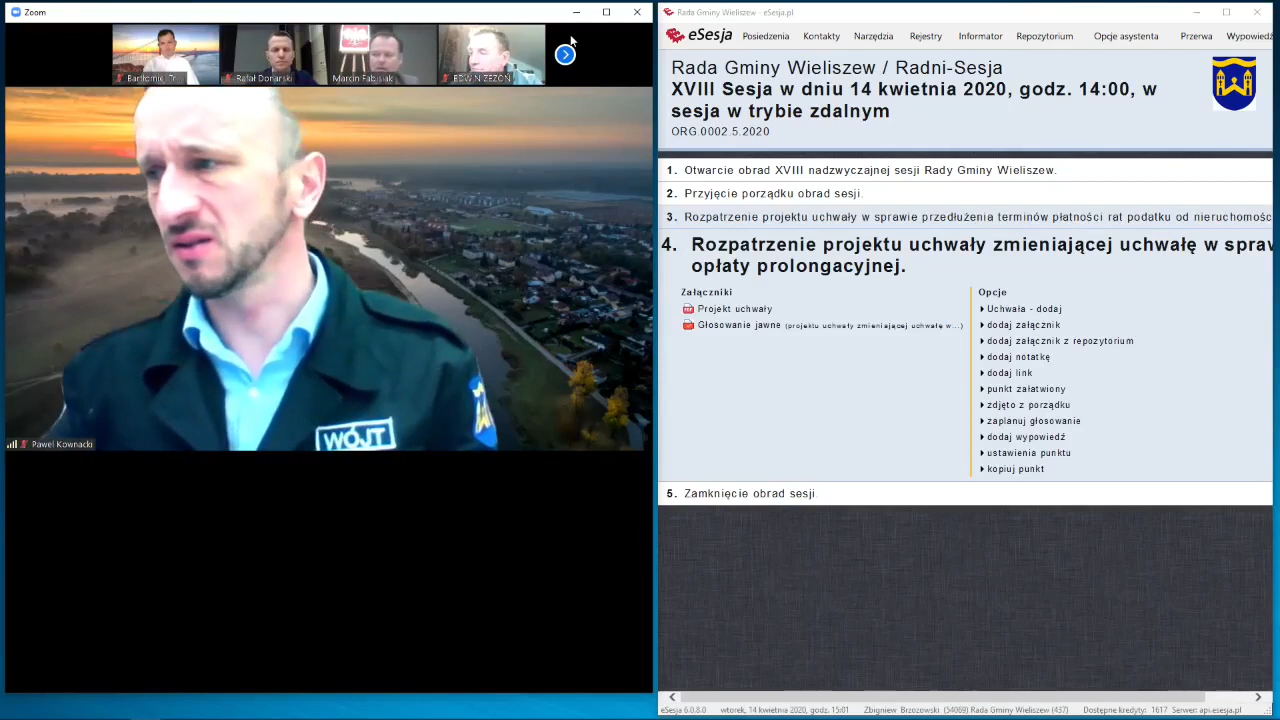 Zoom
Bartłomiej Tr...
Rafał Donarski
Marcin Fabisiak
EDWIN ZEZOŃ
WÓJT
Paweł Kownacki
Rada Gminy Wieliszew - eSesja.pl
eSesja Posiedzenia Kontakty Narzędzia Rejestry Informator Repozytorium Opcje asystenta Przerwa Wypowiedź
Rada Gminy Wieliszew / Radni-Sesja
XVIII Sesja w dniu 14 kwietnia 2020, godz. 14:00, w
sesja w trybie zdalnym
ORG 0002.5.2020
1. Otwarcie obrad XVIII nadzwyczajnej sesji Rady Gminy Wieliszew.
2. Przyjęcie porządku obrad sesji.
3. Rozpatrzenie projektu uchwały w sprawie przedłużenia terminów płatności rat podatku od nieruchomośc
4. Rozpatrzenie projektu uchwały zmieniającej uchwałę w spraw
opłaty prolongacyjnej.
Załączniki
Projekt uchwały
Głosowanie jawne (projektu uchwały zmieniającej uchwałę w...)
Opcje
Uchwała - dodaj
dodaj załącznik
dodaj załącznik z repozytorium
dodaj notatkę
dodaj link
punkt załatwiony
zdjęto z porządku
zaplanuj głosowanie
dodaj wypowiedź
ustawienia punktu
kopiuj punkt
5. Zamknięcie obrad sesji.
eSesja 6.0.8.0 wtorek, 14 kwietnia 2020, godz. 15:01 Zbigniew Brzozowski (54069) Rada Gminy Wieliszew (437) Dostępne kredyty: 1617 Serwer: api.esesja.pl